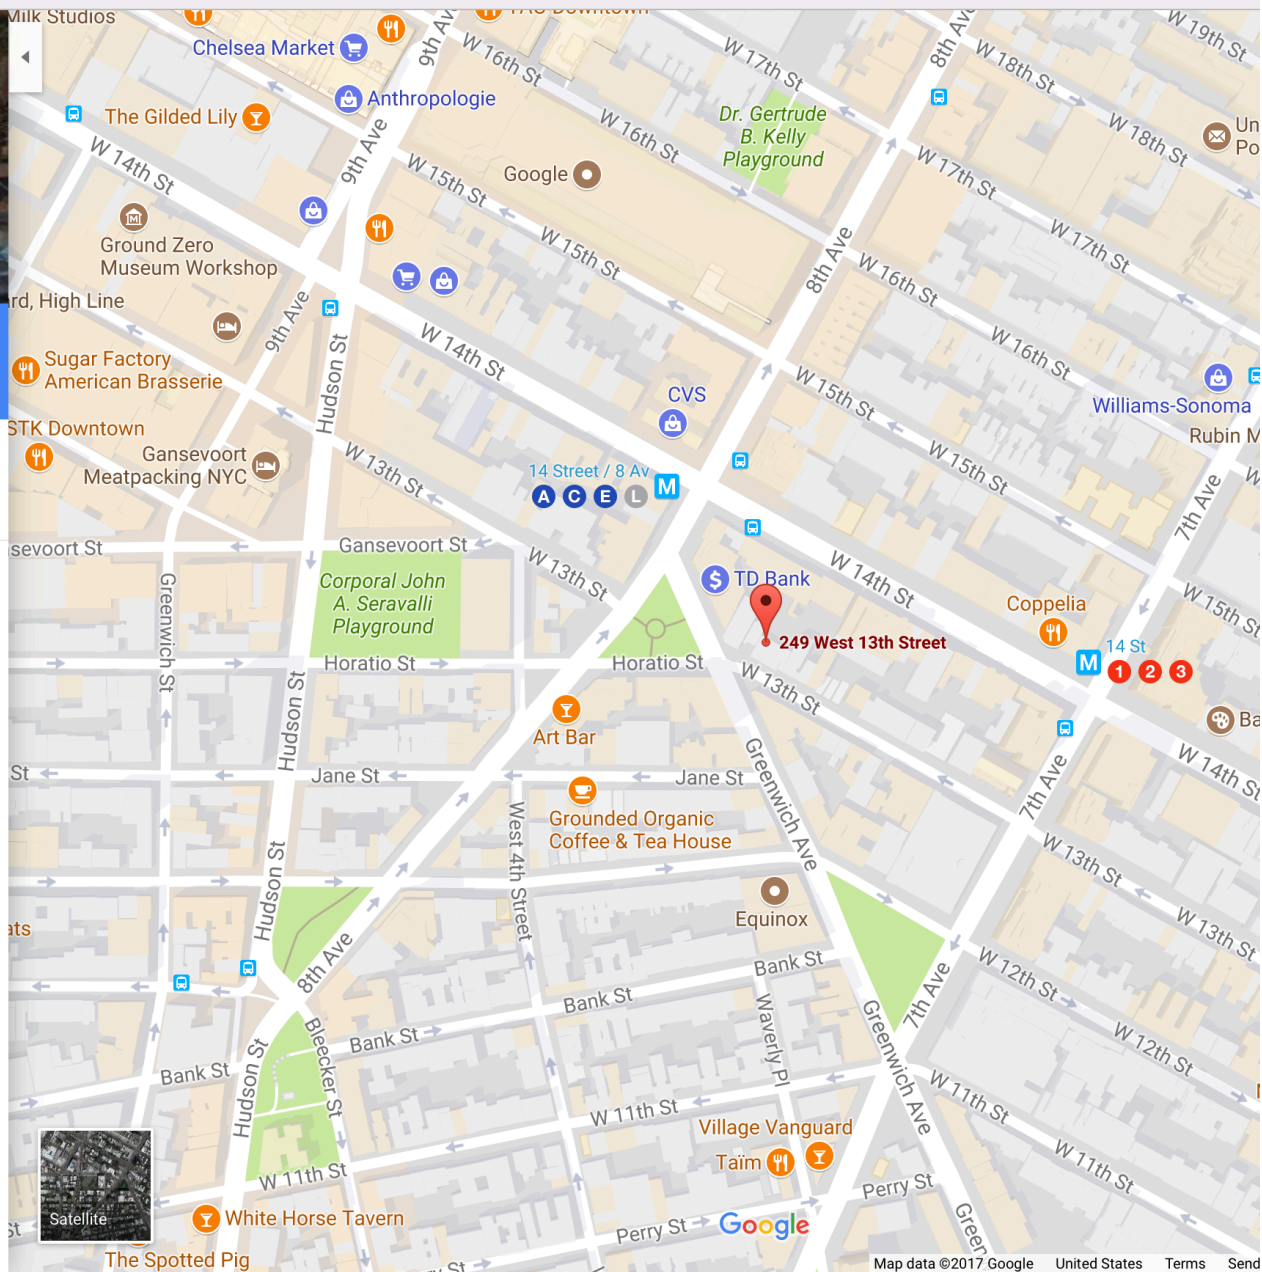 Milk Studios
TAO Downtown
W 19th St
Chelsea Market
9th Ave
W 16th St
W 17th St
8th Ave
W 18th St
Anthropologie
The Gilded Lily
9th Ave
W 16th St
Dr. Gertrude
B. Kelly
Playground
W 18th St
W 14th St
W 15th St
Google
W 17th St
Ground Zero
Museum Workshop
W 15th St
8th Ave
W 16th St
W 17th St
High Line
9th Ave
Hudson St
W 14th St
W 16th St
Sugar Factory
American Brasserie
W 15th St
CVS
Williams-Sonoma
STK Downtown
Rubin M
Gansevoort
Meatpacking NYC
W 13th St
14 Street / 8 Av
A C E L
M
W 15th St
7th Ave
sevoort St
Gansevoort St
W 13th St
W 14th St
TD Bank
Corporal John
A. Seravalli
Playground
Greenwich St
Coppelia
W 15th St
249 West 13th Street
14 St
M
1 2 3
Horatio St
Horatio St
W 13th St
Hudson St
Art Bar
W 14th St
St
Jane St
Jane St
Greenwich Ave
7th Ave
Grounded Organic
Coffee & Tea House
West 4th Street
Hudson St
W 13th St
Equinox
W 13th St
8th Ave
Bank St
W 12th St
Bank St
7th Ave
Waverly Pl
Greenwich Ave
Bleecker St
Bank St
W 12th St
Bank St
Hudson St
W 11th St
W 11th St
Village Vanguard
Taïm
W 11th St
W 11th St
Perry St
Satellite
White Horse Tavern
Perry St
Google
The Spotted Pig
Map data ©2017 Google
United States
Terms
Send